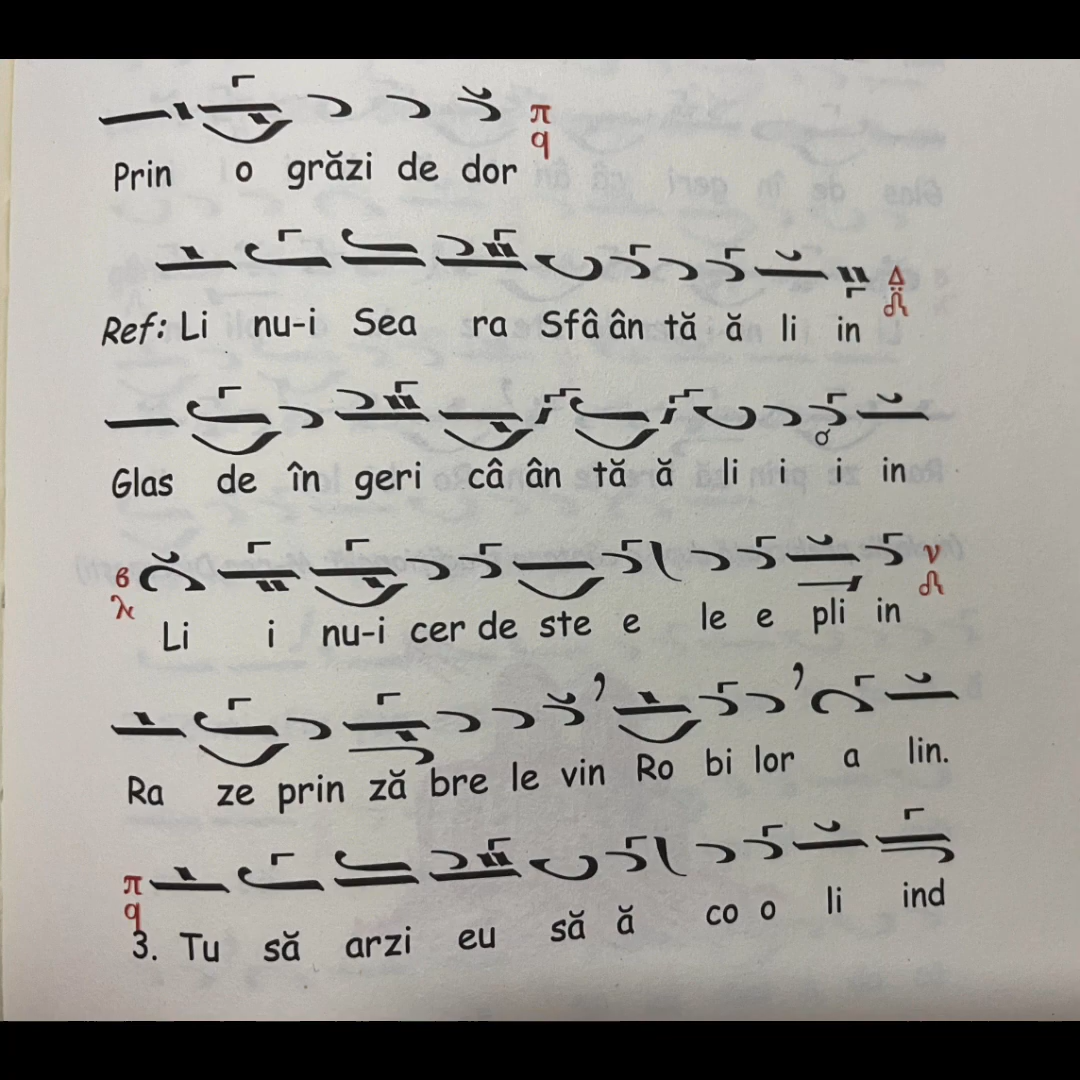 π
q
Prin o grăzi de dor
Δ
Ref: Li nu-i Sea ra Sfâ ân tă ă li in
Glas de în geri câ ân tă ă li i i in
ϐ
λ
ν
Li i nu-i cer de ste e le e pli in
Ra ze prin ză bre le vin Ro bi lor a lin.
π
q
3. Tu să arzi eu să ă co o li ind